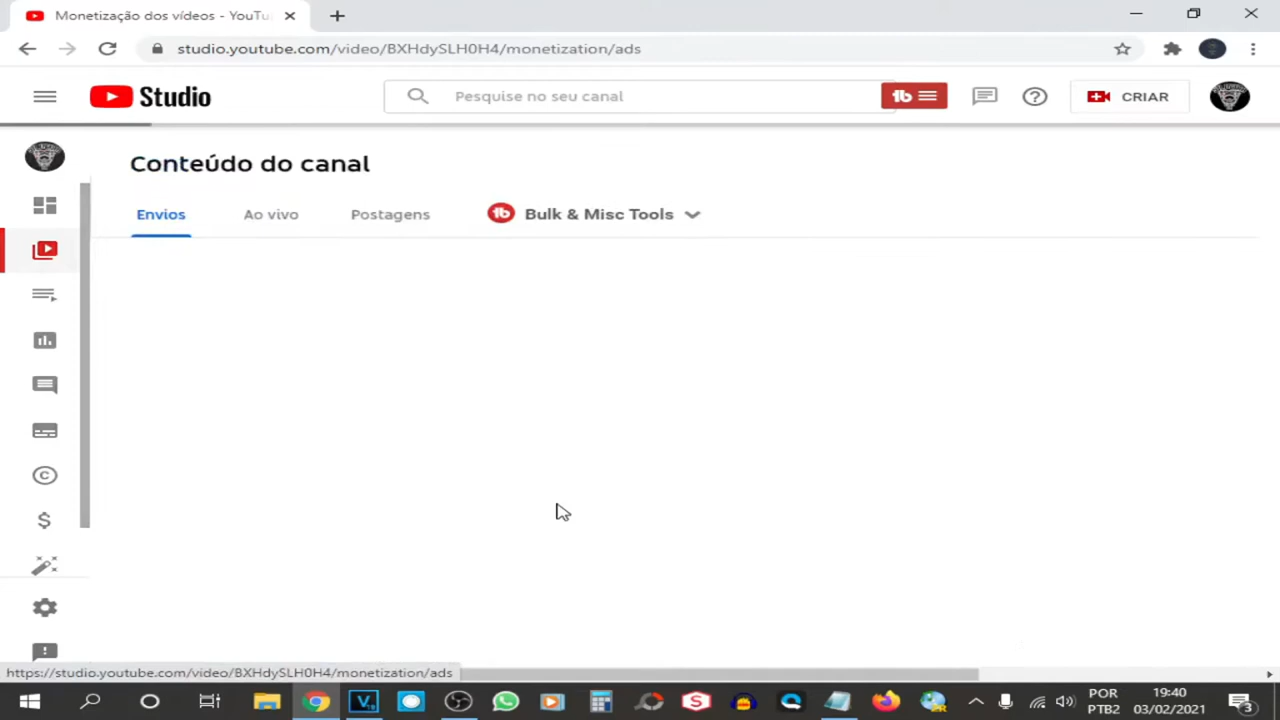 Monetização dos vídeos - YouTu
studio.youtube.com/video/BXHdySLH0H4/monetization/ads
Studio
Pesquise no seu canal
CRIAR
Conteúdo do canal
Envios
Ao vivo
Postagens
Bulk & Misc Tools
https://studio.youtube.com/video/BXHdySLH0H4/monetization/ads
POR
PTB2
19:40
03/02/2021
3